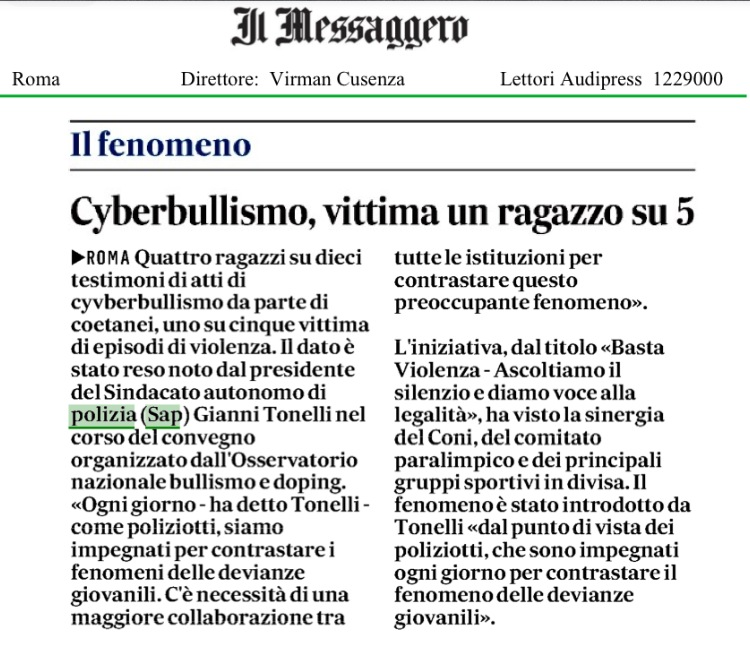 Il Messaggero
Roma Direttore: Virman Cusenza Lettori Audipress 1229000
Il fenomeno
Cyberbullismo, vittima un ragazzo su 5
▶ROMA Quattro ragazzi su dieci
testimoni di atti di
cyvberbullismo da parte di
coetanei, uno su cinque vittima
di episodi di violenza. Il dato è
stato reso noto dal presidente
del Sindacato autonomo di
polizia (Sap) Gianni Tonelli nel
corso del convegno
organizzato dall'Osservatorio
nazionale bullismo e doping.
«Ogni giorno - ha detto Tonelli -
come poliziotti, siamo
impegnati per contrastare i
fenomeni delle devianze
giovanili. C'è necessità di una
maggiore collaborazione tra
tutte le istituzioni per
contrastare questo
preoccupante fenomeno».
L'iniziativa, dal titolo «Basta
Violenza - Ascoltiamo il
silenzio e diamo voce alla
legalità», ha visto la sinergia
del Coni, del comitato
paralimpico e dei principali
gruppi sportivi in divisa. Il
fenomeno è stato introdotto da
Tonelli «dal punto di vista dei
poliziotti, che sono impegnati
ogni giorno per contrastare il
fenomeno delle devianze
giovanili».